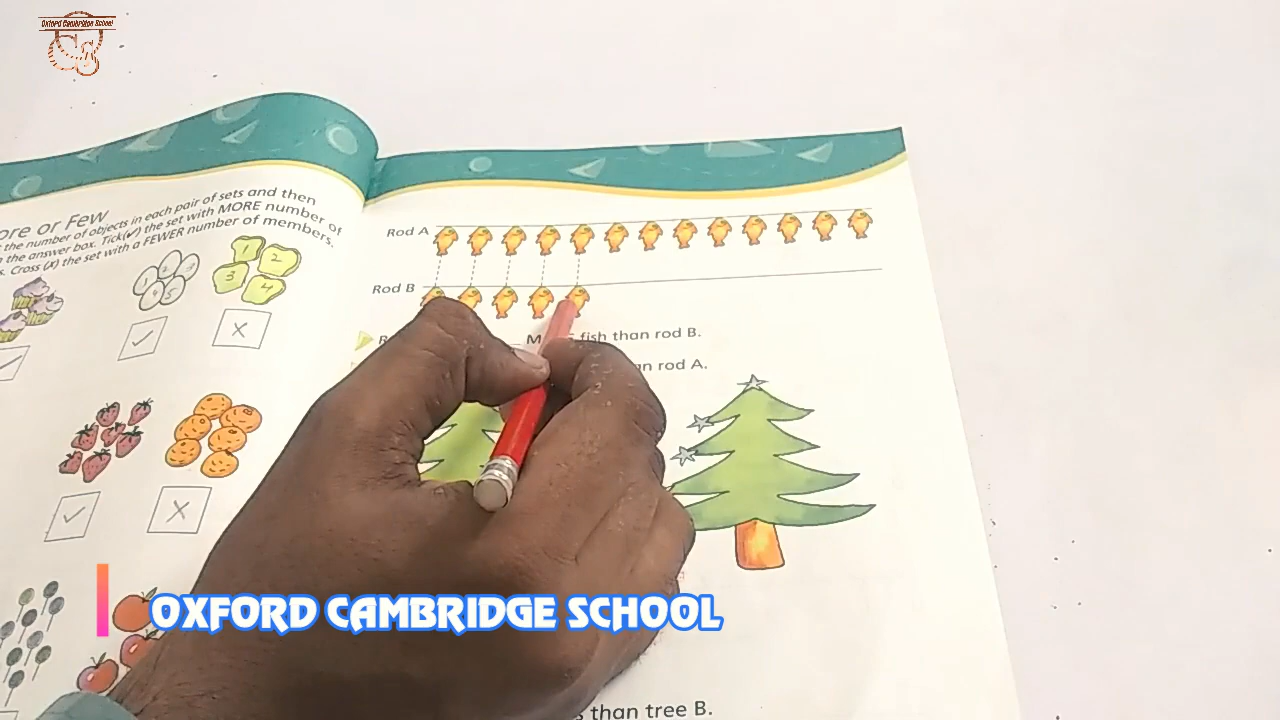 Oxford Cambridge School
ore or Few
the number of objects in each pair of sets and then
the answer box. Tick(✓) the set with MORE number of
s. Cross (✗) the set with a FEWER number of members.
1
2
3
4
Rod A
Rod B
fish than rod B.
an rod A.
OXFORD CAMBRIDGE SCHOOL
s than tree B.